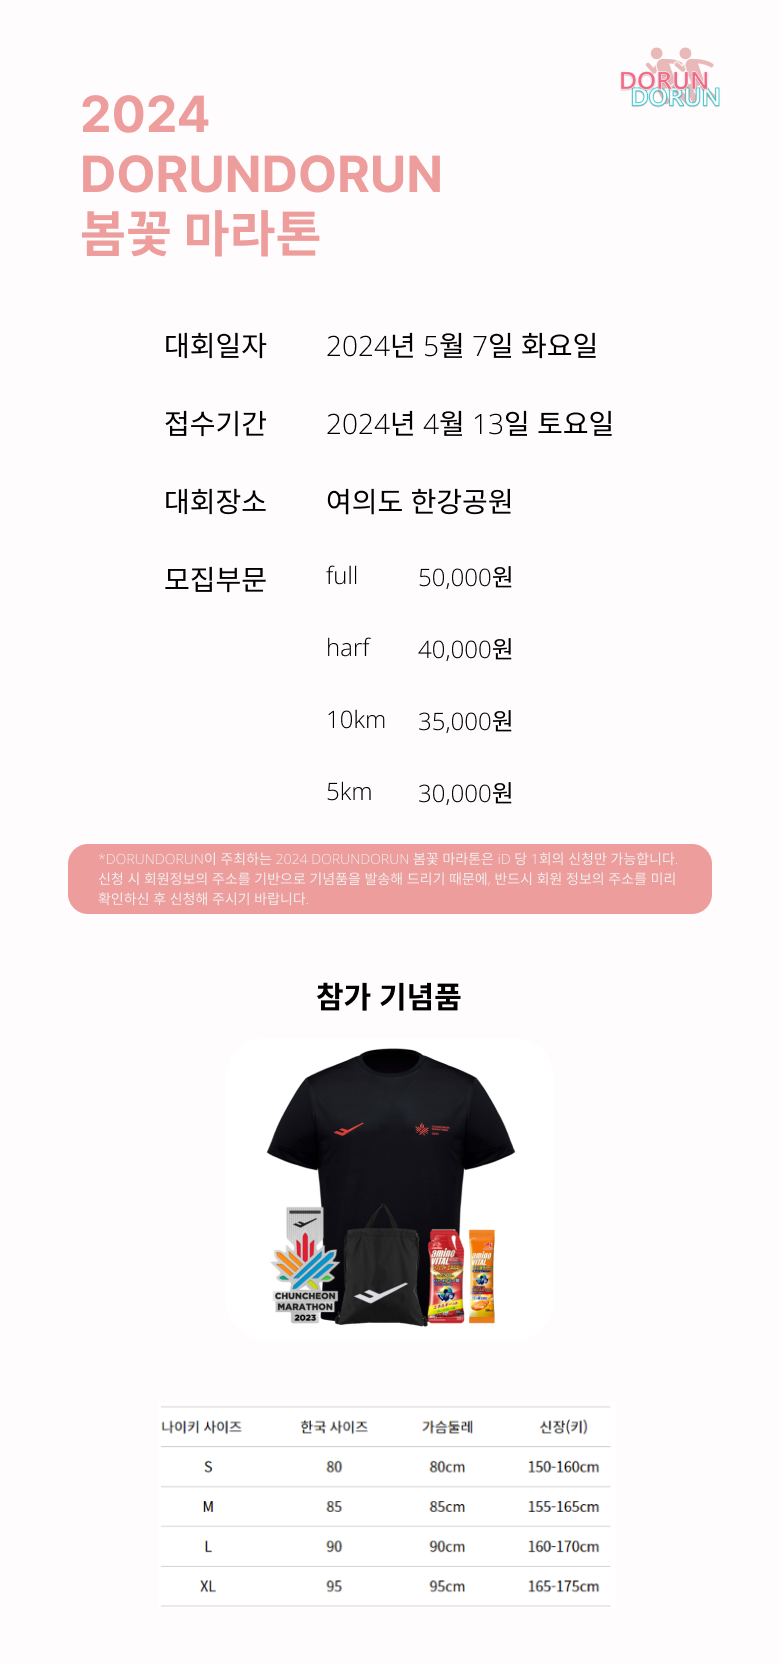 DORUN
DORUN
2024
DORUNDORUN
봄꽃 마라톤
대회일자 2024년 5월 7일 화요일
접수기간 2024년 4월 13일 토요일
대회장소 여의도 한강공원
모집부문 full 50,000원
harf 40,000원
10km 35,000원
5km 30,000원
*DORUNDORUN이 주최하는 2024 DORUNDORUN 봄꽃 마라톤은 iD 당 1회의 신청만 가능합니다.
신청 시 회원정보의 주소를 기반으로 기념품을 발송해 드리기 때문에, 반드시 회원 정보의 주소를 미리
확인하신 후 신청해 주시기 바랍니다.
참가 기념품
CHUNCHEON
MARATHON
2023
amino
VITAL
amino
VITAL
나이키 사이즈 한국 사이즈 가슴둘레 신장(키)
S 80 80cm 150-160cm
M 85 85cm 155-165cm
L 90 90cm 160-170cm
XL 95 95cm 165-175cm